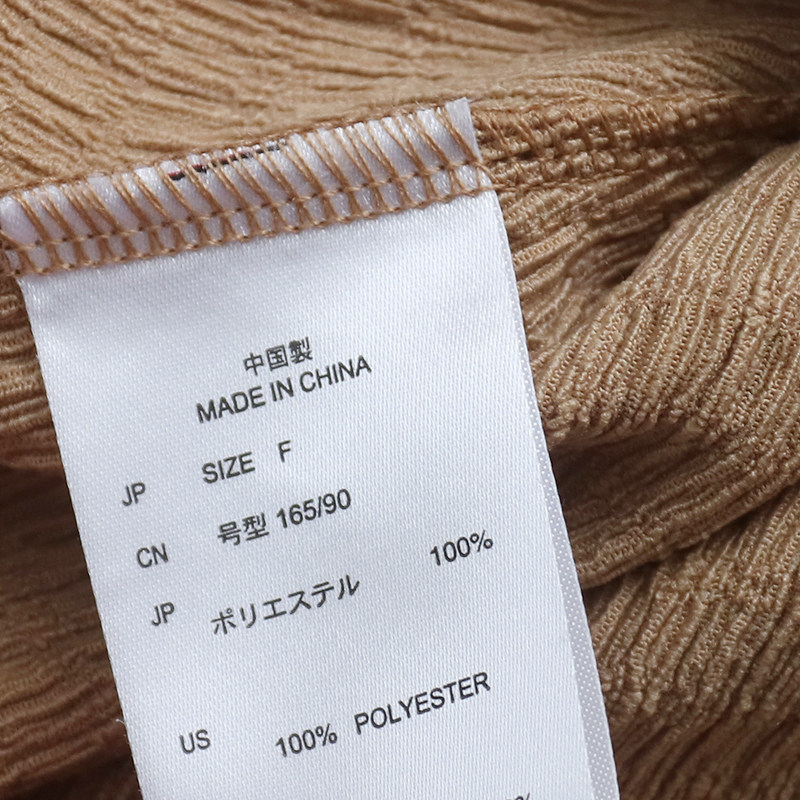 中国製
MADE IN CHINA
JP SIZE F
CN 号型 165/90
JP ポリエステル 100%
US 100% POLYESTER